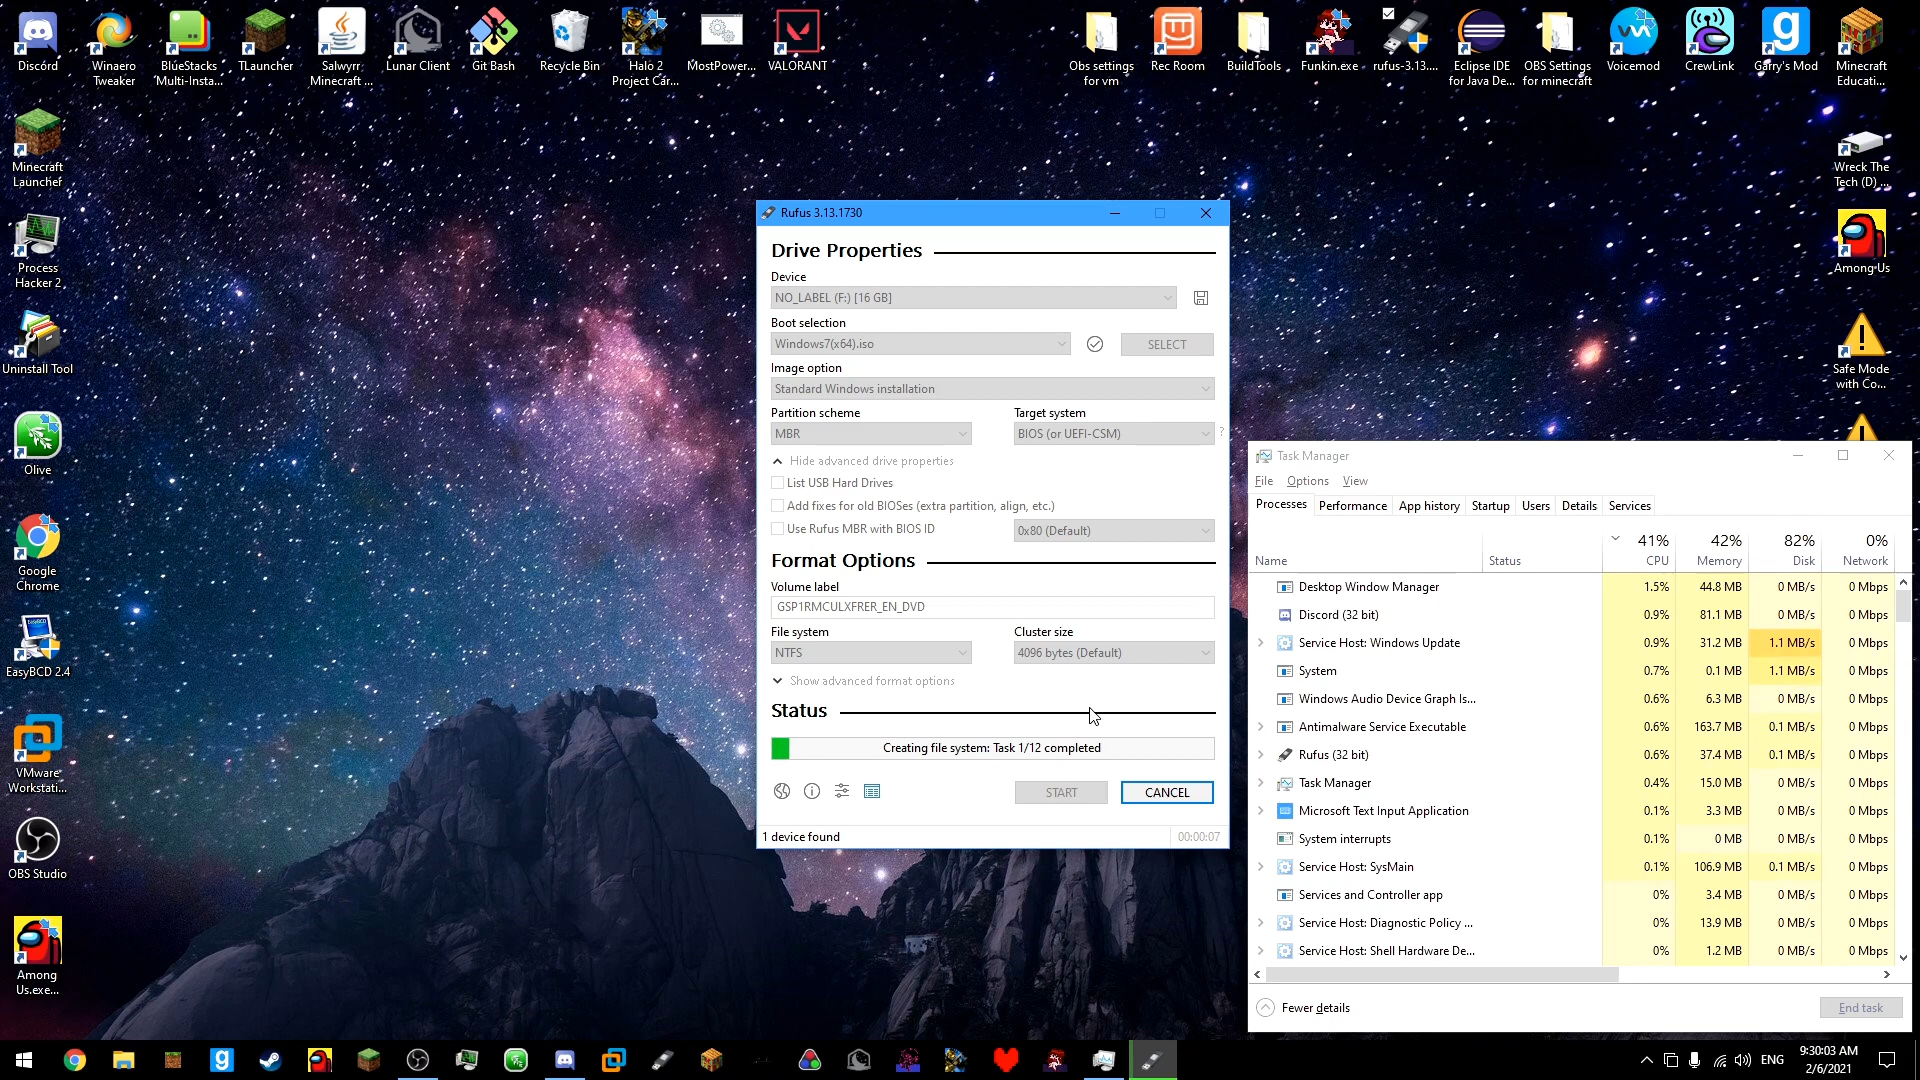 Discord
Winaero
Tweaker
BlueStacks
Multi-Insta...
TLauncher
Salwyrr
Minecraft ...
Lunar Client
Git Bash
Recycle Bin
Halo 2
Project Car...
MostPower...
VALORANT
Obs settings
for vm
Rec Room
BuildTools
Funkin.exe
rufus-3.13....
Eclipse IDE
for Java De...
OBS Settings
for minecraft
Voicemod
CrewLink
Garry's Mod
Minecraft
Educati...
Minecraft
Launcher
Process
Hacker 2
Uninstall Tool
Olive
Google
Chrome
EasyBCD
EasyBCD 2.4
VMware
Workstati...
OBS Studio
Among
Us.exe...
Wreck The
Tech (D) ...
Among Us
Safe Mode
with Co...
Rufus 3.13.1730
Drive Properties
Device
NO_LABEL (F:) [16 GB]
Boot selection
Windows7(x64).iso
SELECT
Image option
Standard Windows installation
Partition scheme
Target system
MBR
BIOS (or UEFI-CSM)
?
Hide advanced drive properties
List USB Hard Drives
Add fixes for old BIOSes (extra partition, align, etc.)
Use Rufus MBR with BIOS ID
0x80 (Default)
Format Options
Volume label
GSP1RMCULXFRER_EN_DVD
File system
Cluster size
NTFS
4096 bytes (Default)
Show advanced format options
Status
Creating file system: Task 1/12 completed
START
CANCEL
1 device found
00:00:07
Task Manager
File Options View
Processes Performance App history Startup Users Details Services
41% 42% 82% 0%
Name Status CPU Memory Disk Network
Desktop Window Manager 1.5% 44.8 MB 0 MB/s 0 Mbps
Discord (32 bit) 0.9% 81.1 MB 0 MB/s 0 Mbps
Service Host: Windows Update 0.9% 31.2 MB 1.1 MB/s 0 Mbps
System 0.7% 0.1 MB 1.1 MB/s 0 Mbps
Windows Audio Device Graph Is... 0.6% 6.3 MB 0 MB/s 0 Mbps
Antimalware Service Executable 0.6% 163.7 MB 0.1 MB/s 0 Mbps
Rufus (32 bit) 0.6% 37.4 MB 0.1 MB/s 0 Mbps
Task Manager 0.4% 15.0 MB 0 MB/s 0 Mbps
Microsoft Text Input Application 0.1% 3.3 MB 0 MB/s 0 Mbps
System interrupts 0.1% 0 MB 0 MB/s 0 Mbps
Service Host: SysMain 0.1% 106.9 MB 0.1 MB/s 0 Mbps
Services and Controller app 0% 3.4 MB 0 MB/s 0 Mbps
Service Host: Diagnostic Policy ... 0% 13.9 MB 0 MB/s 0 Mbps
Service Host: Shell Hardware De... 0% 1.2 MB 0 MB/s 0 Mbps
Fewer details
End task
ENG
9:30:03 AM
2/6/2021